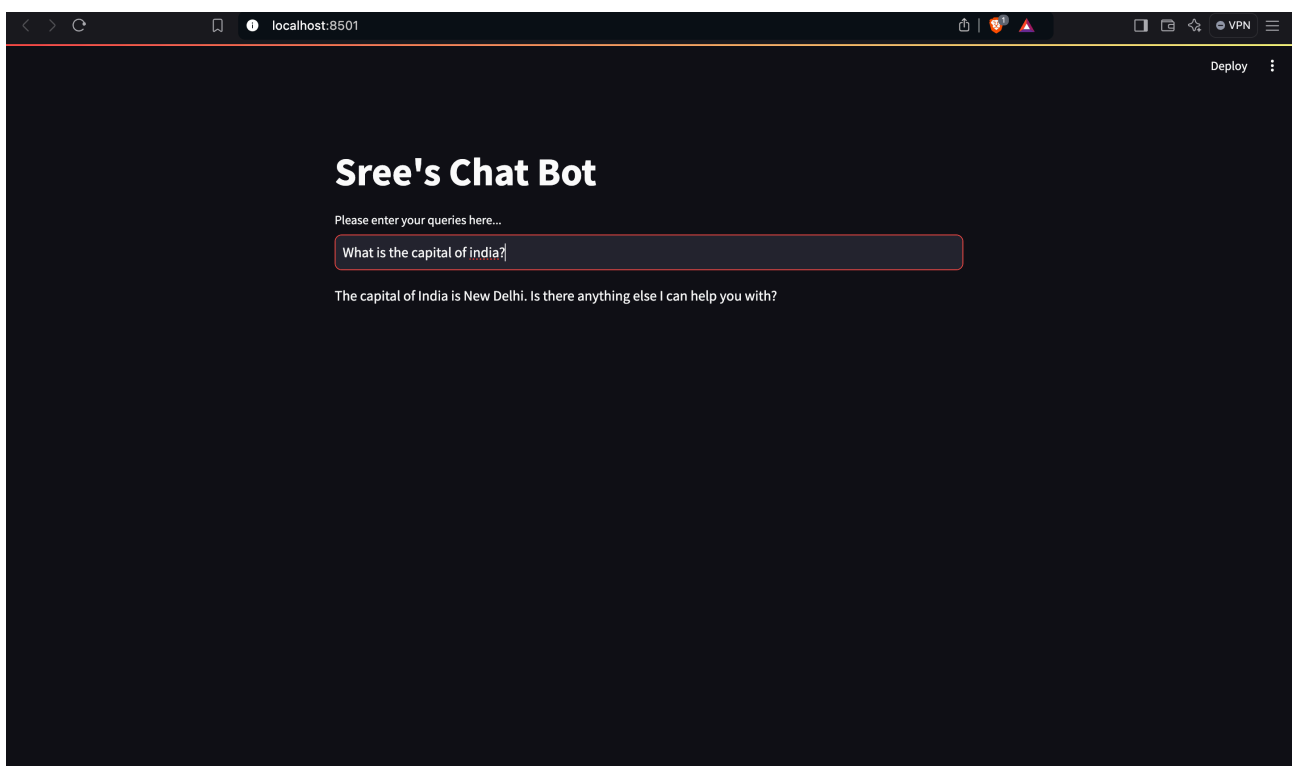 localhost:8501
1
VPN
Deploy
Sree's Chat Bot
Please enter your queries here...
What is the capital of india?
The capital of India is New Delhi. Is there anything else I can help you with?